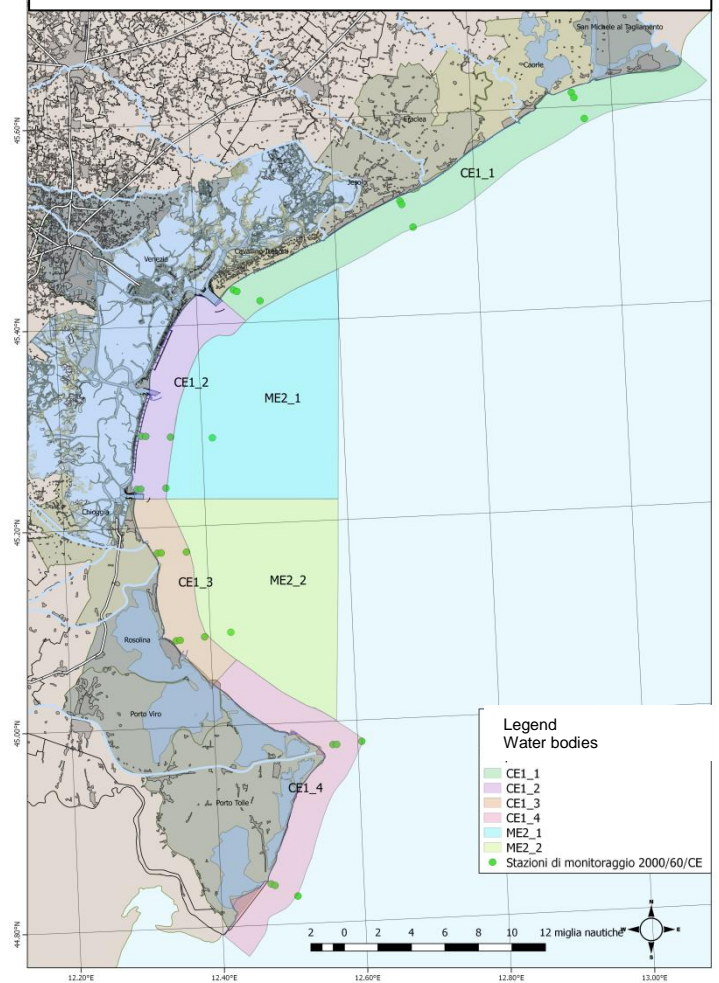 San Michele al Tagliamento
Caorle
Eraclea
Jesolo
CE1_1
Cavallino-Treporti
Venezia
CE1_2
ME2_1
Chioggia
CE1_3
ME2_2
Rosolina
Porto Viro
Porto Tolle
CE1_4
45.60°N
45.40°N
45.20°N
45.00°N
44.80°N
Legend
Water bodies
CE1_1
CE1_2
CE1_3
CE1_4
ME2_1
ME2_2
Stazioni di monitoraggio 2000/60/CE
N
W
E
S
2 0 2 4 6 8 10 12 miglia nautiche
12.20°E 12.40°E 12.60°E 12.80°E 13.00°E